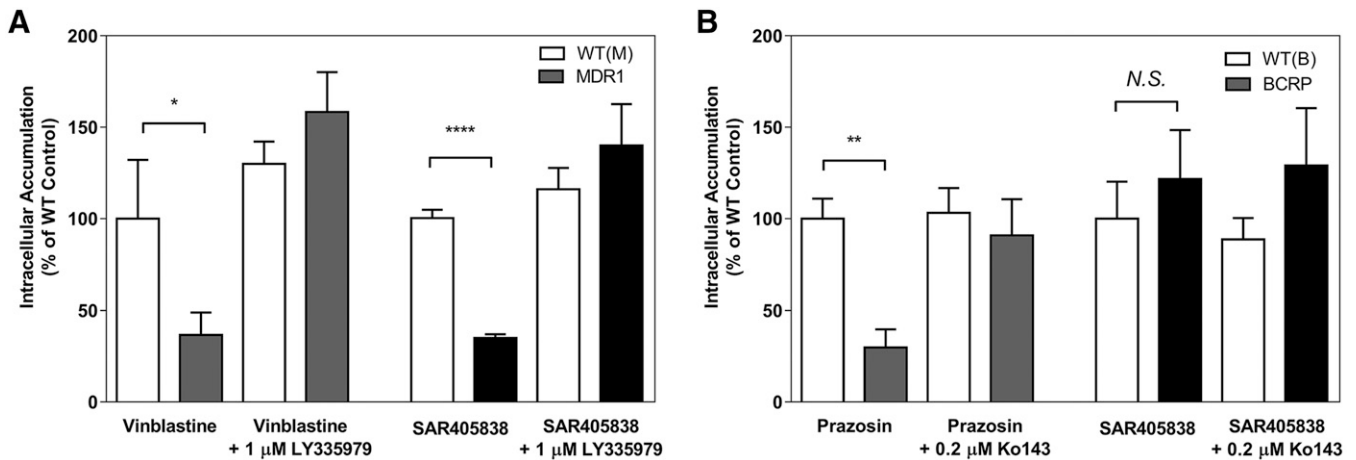 A
Intracellular Accumulation
(% of WT Control)
200
150
100
50
0
WT(M)
MDR1
*
****
Vinblastine
Vinblastine
+ 1 μM LY335979
SAR405838
SAR405838
+ 1 μM LY335979
B
Intracellular Accumulation
(% of WT Control)
200
150
100
50
0
WT(B)
BCRP
**
N.S.
Prazosin
Prazosin
+ 0.2 μM Ko143
SAR405838
SAR405838
+ 0.2 μM Ko143